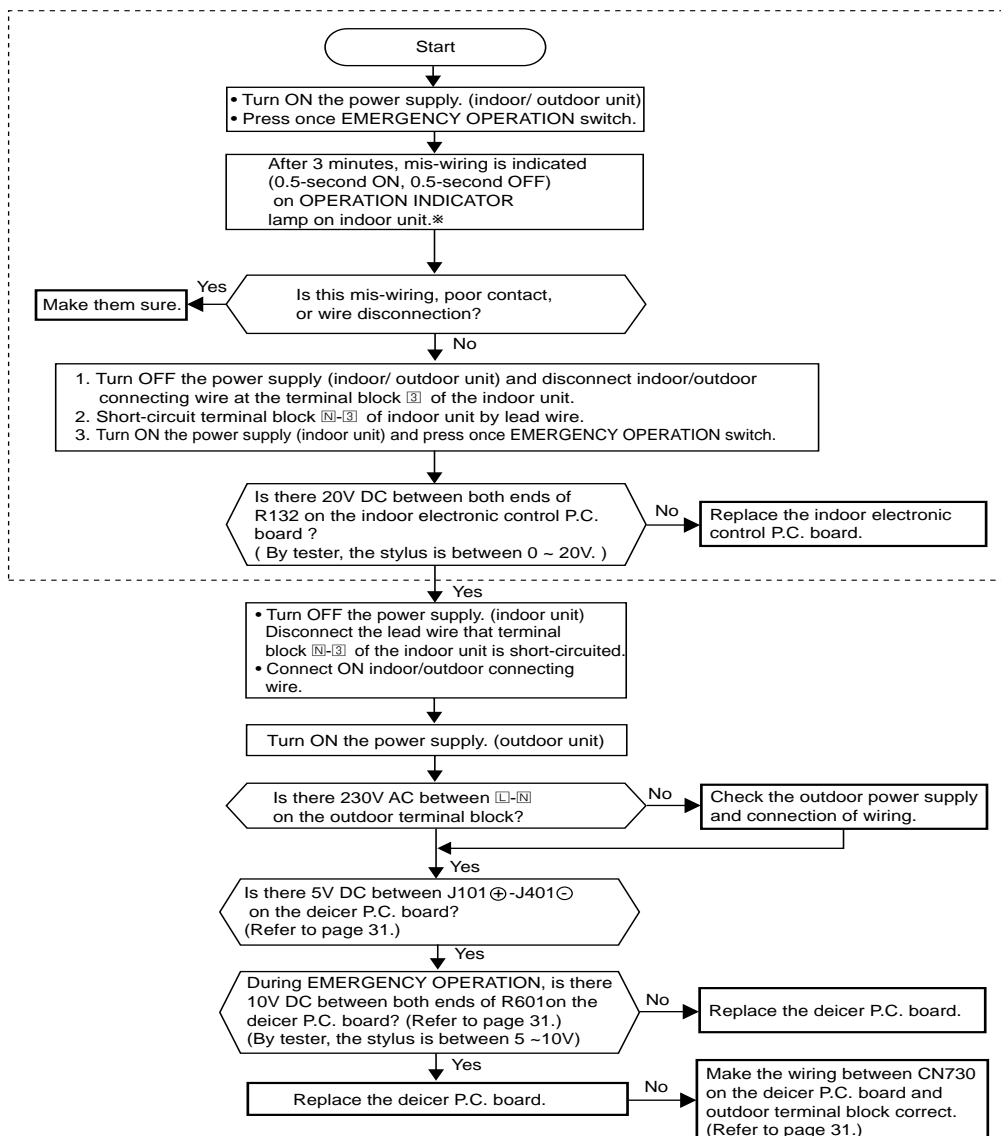 Start
• Turn ON the power supply. (indoor/ outdoor unit)
• Press once EMERGENCY OPERATION switch.
After 3 minutes, mis-wiring is indicated
(0.5-second ON, 0.5-second OFF)
on OPERATION INDICATOR
lamp on indoor unit.※
Is this mis-wiring, poor contact,
or wire disconnection?
Yes
Make them sure.
No
1. Turn OFF the power supply (indoor/ outdoor unit) and disconnect indoor/outdoor
connecting wire at the terminal block 3 of the indoor unit.
2. Short-circuit terminal block N-3 of indoor unit by lead wire.
3. Turn ON the power supply (indoor unit) and press once EMERGENCY OPERATION switch.
Is there 20V DC between both ends of
R132 on the indoor electronic control P.C.
board ?
( By tester, the stylus is between 0 ~ 20V. )
No
Replace the indoor electronic
control P.C. board.
Yes
• Turn OFF the power supply. (indoor unit)
Disconnect the lead wire that terminal
block N-3 of the indoor unit is short-circuited.
• Connect ON indoor/outdoor connecting
wire.
Turn ON the power supply. (outdoor unit)
Is there 230V AC between L-N
on the outdoor terminal block?
No
Check the outdoor power supply
and connection of wiring.
Yes
Is there 5V DC between J101⊕-J401⊖
on the deicer P.C. board?
(Refer to page 31.)
Yes
During EMERGENCY OPERATION, is there
10V DC between both ends of R601on the
deicer P.C. board? (Refer to page 31.)
(By tester, the stylus is between 5 ~10V)
No
Replace the deicer P.C. board.
Yes
Replace the deicer P.C. board.
No
Make the wiring between CN730
on the deicer P.C. board and
outdoor terminal block correct.
(Refer to page 31.)